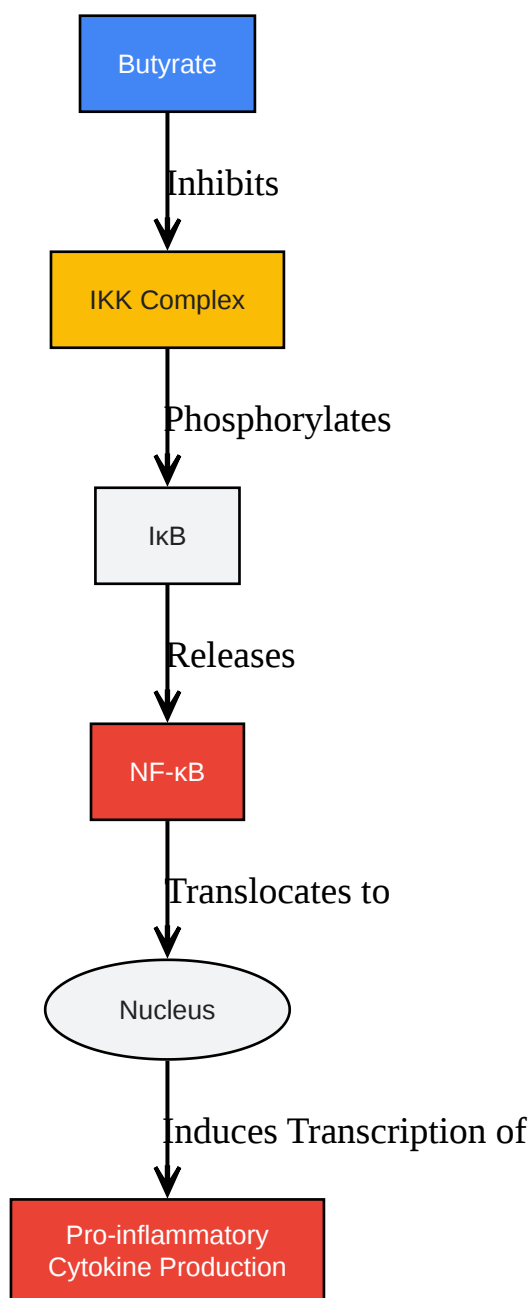 Butyrate
Inhibits
IKK Complex
Phosphorylates
IκB
Releases
NF-κB
Translocates to
Nucleus
Induces Transcription of
Pro-inflammatory
Cytokine Production